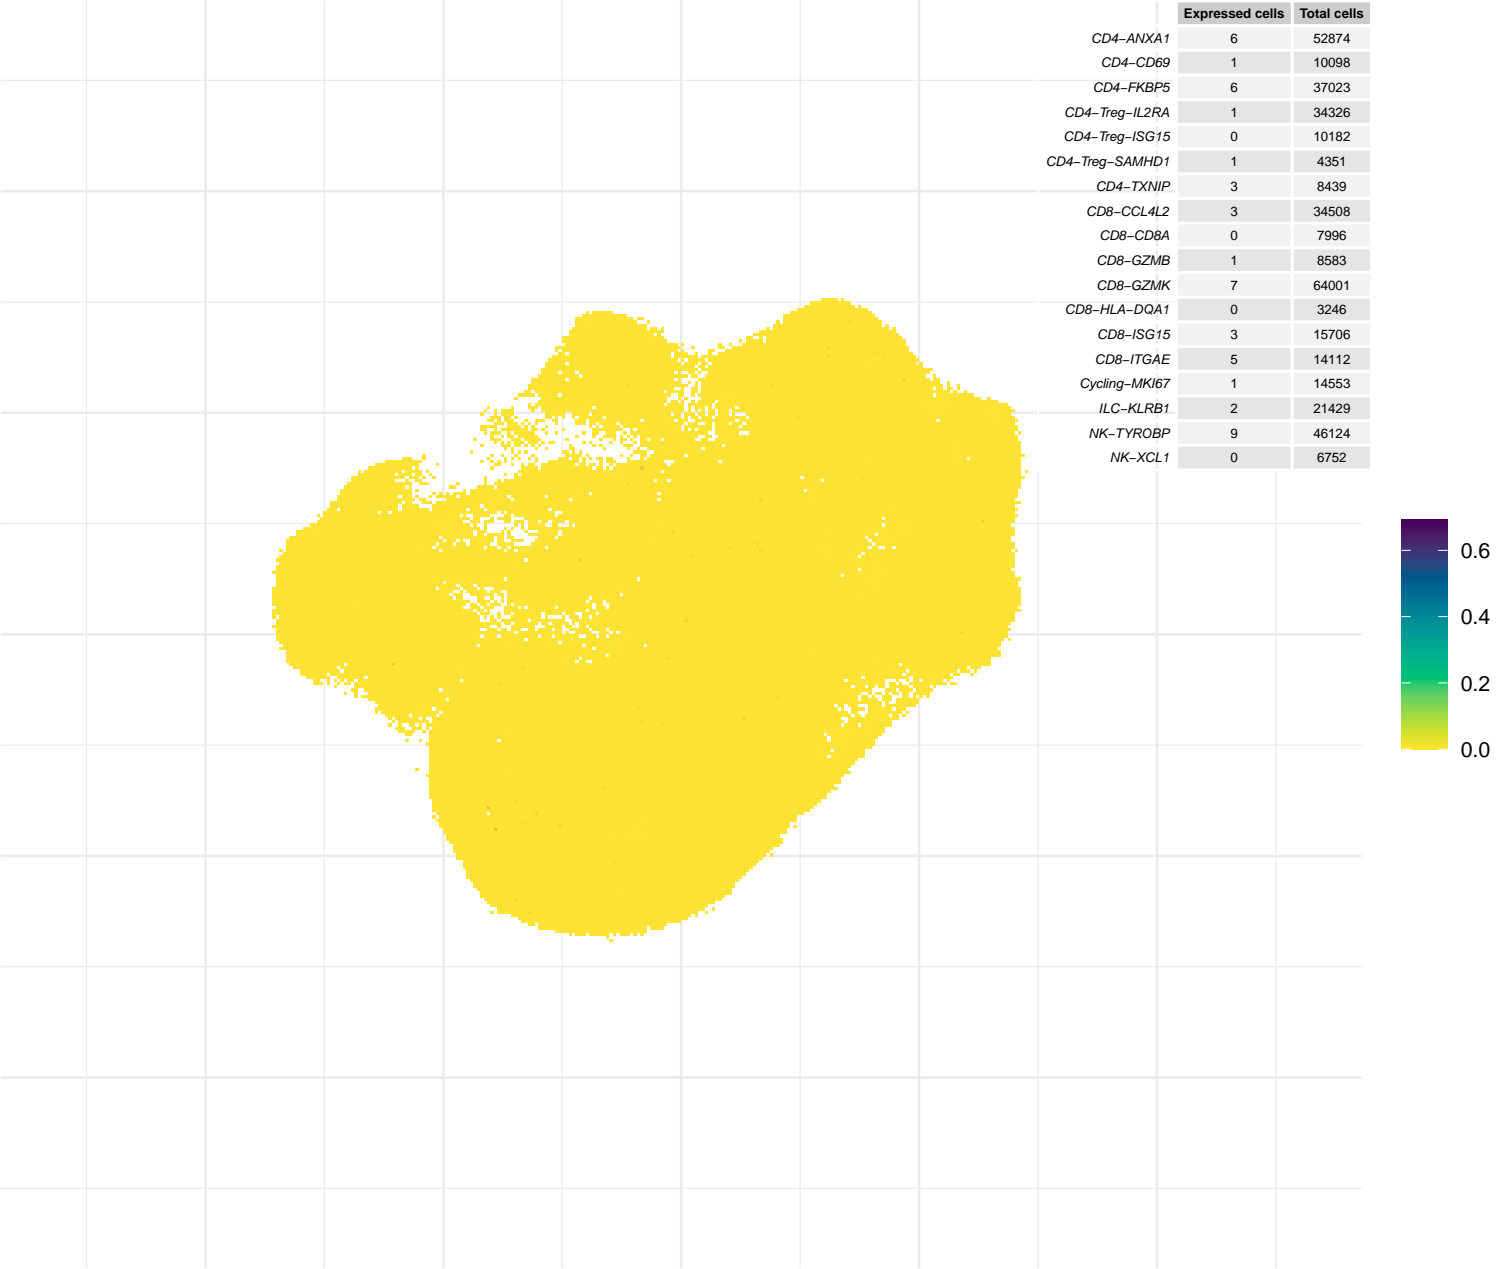 Expressed cells Total cells
CD4−ANXA1 6 52874
CD4−CD69 1 10098
CD4−FKBP5 6 37023
CD4−Treg−IL2RA 1 34326
CD4−Treg−ISG15 0 10182
CD4−Treg−SAMHD1 1 4351
CD4−TXNIP 3 8439
CD8−CCL4L2 3 34508
CD8−CD8A 0 7996
CD8−GZMB 1 8583
CD8−GZMK 7 64001
CD8−HLA−DQA1 0 3246
CD8−ISG15 3 15706
CD8−ITGAE 5 14112
Cycling−MKI67 1 14553
ILC−KLRB1 2 21429
NK−TYROBP 9 46124
NK−XCL1 0 6752
0.6
0.4
0.2
0.0